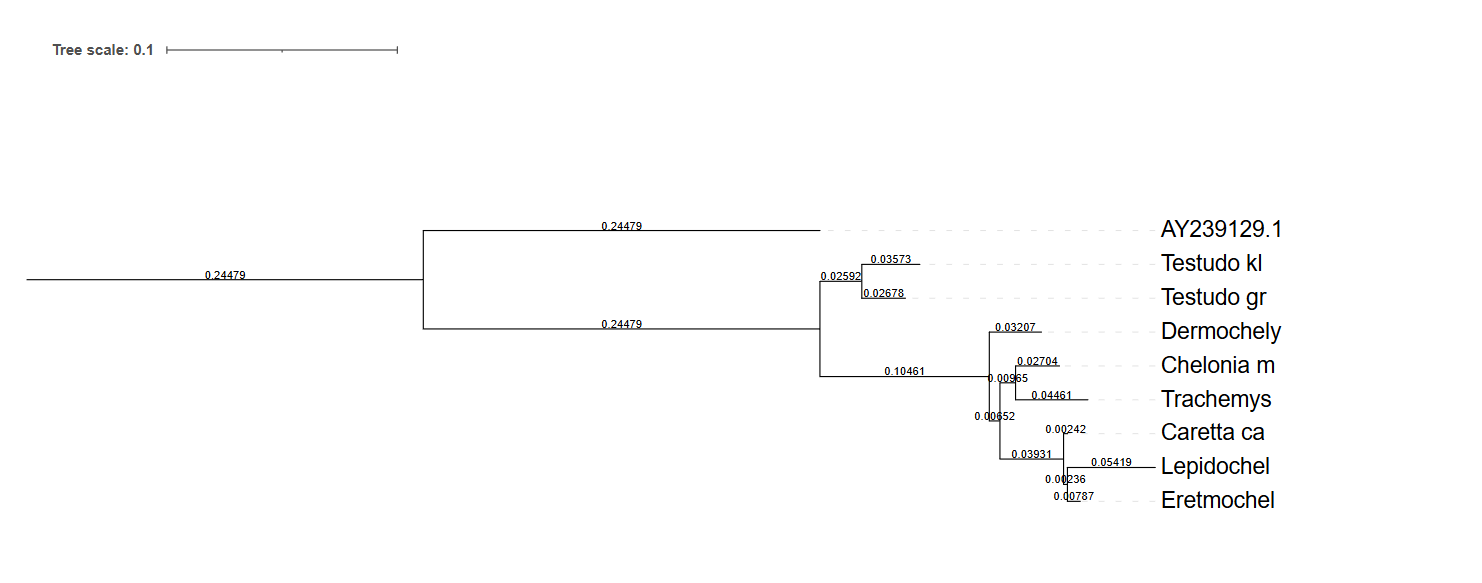 Tree scale: 0.1
0.24479
AY239129.1
0.03573
Testudo kl
0.02592
0.24479
0.02678
Testudo gr
0.24479
0.03207
Dermochely
0.02704
Chelonia m
0.10461
0.00965
0.04461
Trachemys
0.00652
0.00242
Caretta ca
0.03931
0.05419
Lepidochel
0.00236
0.00787
Eretmochel